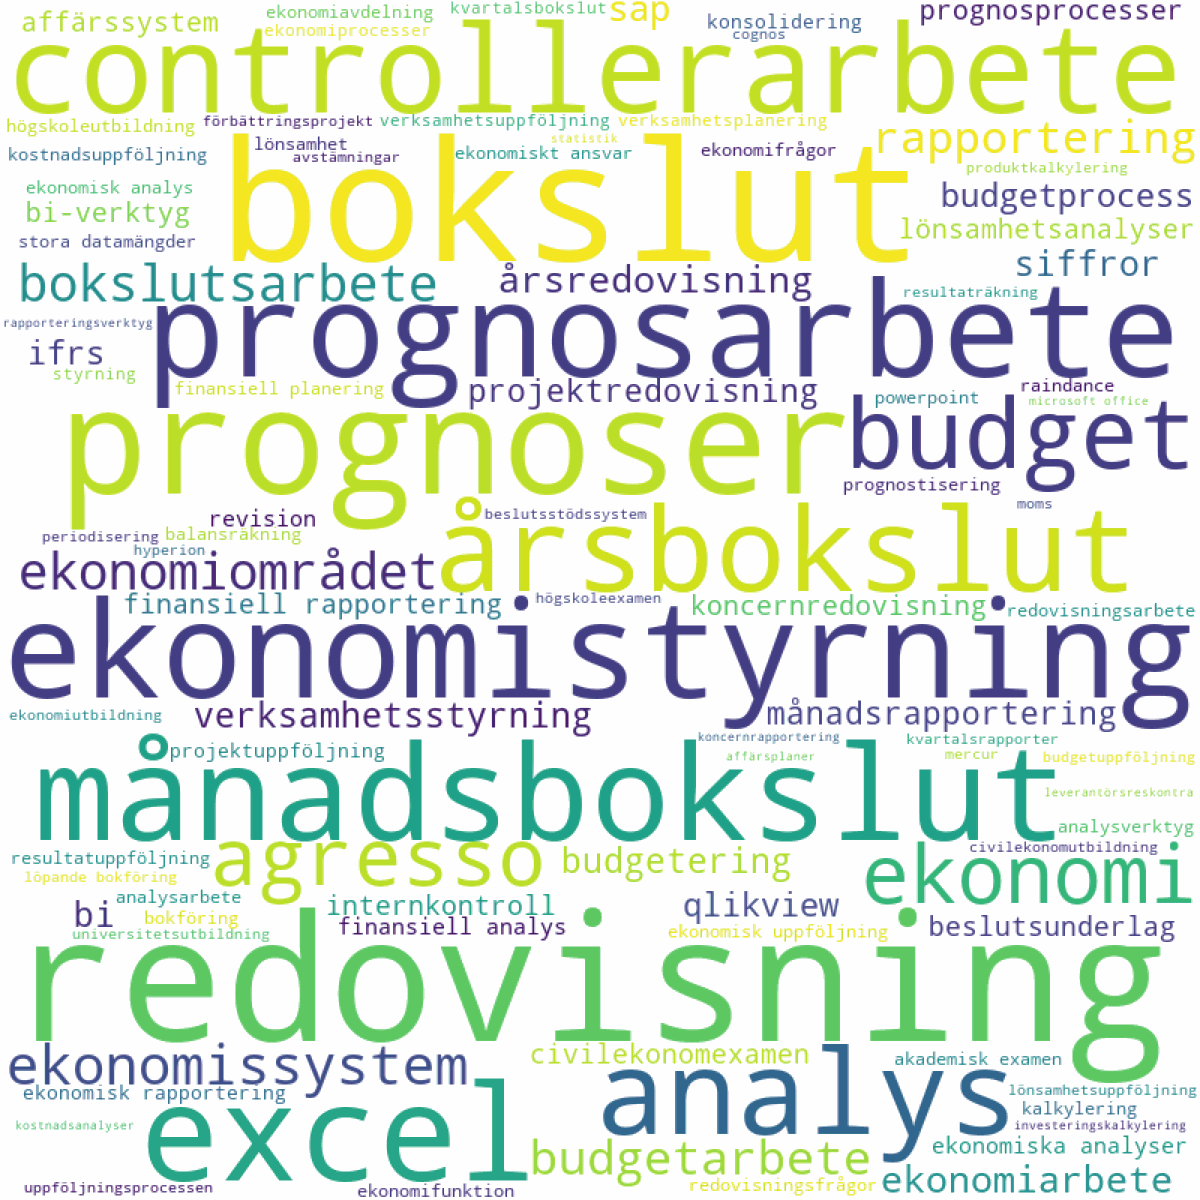 ekonomiavdelning
kvartalsbokslut
sap
prognosprocesser
affärssystem
ekonomiprocesser
konsolidering
cognos
controllerarbete
högskoleutbildning
förbättringsprojekt
verksamhetsuppföljning
verksamhetsplanering
rapportering
kostnadsuppföljning
lönsamhet
avstämningar
statistik
ekonomiskt ansvar
ekonomifrågor
produktkalkylering
bokslut
ekonomisk analys
budgetprocess
bi-verktyg
lönsamhetsanalyser
stora datamängder
siffror
bokslutsarbete
årsredovisning
resultaträkning
prognosarbete
rapporteringsverktyg
ifrs
styrning
finansiell planering
projektredovisning
raindance
powerpoint
microsoft office
prognoser
budget
prognostisering
moms
revision
beslutsstödssystem
periodisering
balansräkning
hyperion
årsbokslut
ekonomiområdet
finansiell rapportering
högskoleexamen
koncernredovisning
redovisningsarbete
ekonomistyrning
ekonomiutbildning
verksamhetsstyrning
månadsrapportering
koncernrapportering
kvartalsrapporter
projektuppföljning
affärsplaner
mercur
budgetuppföljning
månadsbokslut
leverantörsreskontra
analysverktyg
resultatuppföljning
agresso
budgetering
civilekonomutbildning
löpande bokföring
ekonomi
analysarbete
bi
bokföring
internkontroll
qlikview
universitetsutbildning
finansiell analys
ekonomisk uppföljning
beslutsunderlag
redovisning
ekonomissystem
civilekonomexamen
analys
akademisk examen
ekonomisk rapportering
lönsamhetsuppföljning
kalkylering
kostnadsanalyser
excel
investeringskalkylering
budgetarbete
ekonomiska analyser
uppföljningsprocessen
ekonomifunktion
redovisningsfrågor
ekonomiarbete